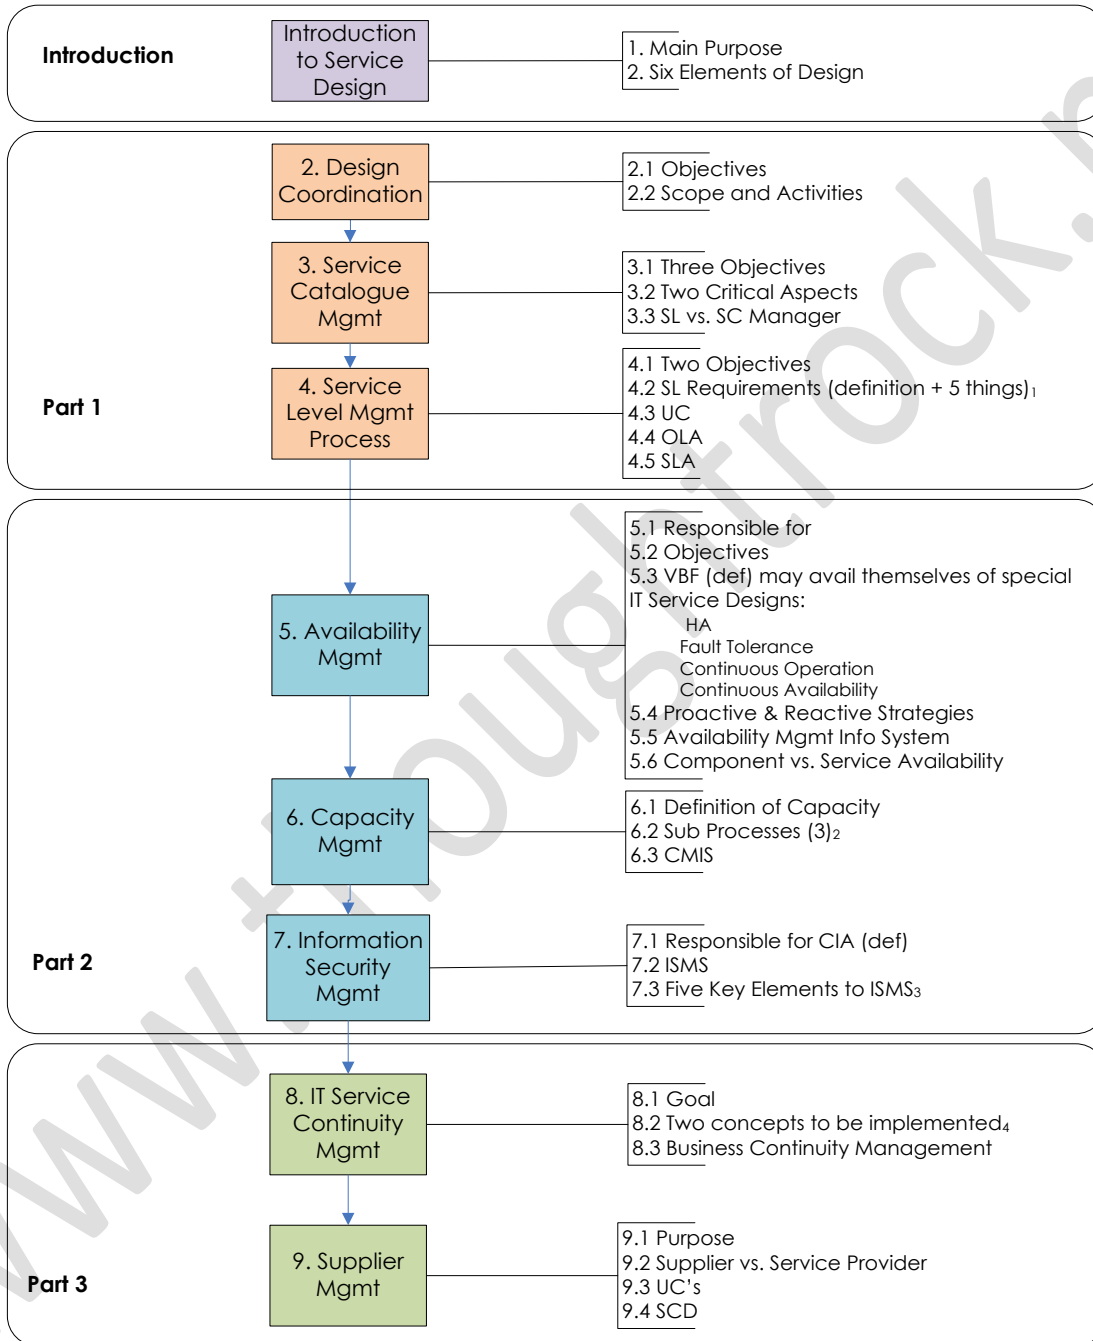 Introduction
Introduction
to Service
Design
1. Main Purpose
2. Six Elements of Design
Part 1
2. Design
Coordination
2.1 Objectives
2.2 Scope and Activities
3. Service
Catalogue
Mgmt
3.1 Three Objectives
3.2 Two Critical Aspects
3.3 SL vs. SC Manager
4. Service
Level Mgmt
Process
4.1 Two Objectives
4.2 SL Requirements (definition + 5 things)₁
4.3 UC
4.4 OLA
4.5 SLA
Part 2
5. Availability
Mgmt
5.1 Responsible for
5.2 Objectives
5.3 VBF (def) may avail themselves of special
IT Service Designs:
HA
Fault Tolerance
Continuous Operation
Continuous Availability
5.4 Proactive & Reactive Strategies
5.5 Availability Mgmt Info System
5.6 Component vs. Service Availability
6. Capacity
Mgmt
6.1 Definition of Capacity
6.2 Sub Processes (3)₂
6.3 CMIS
7. Information
Security
Mgmt
7.1 Responsible for CIA (def)
7.2 ISMS
7.3 Five Key Elements to ISMS₃
Part 3
8. IT Service
Continuity
Mgmt
8.1 Goal
8.2 Two concepts to be implemented₄
8.3 Business Continuity Management
9. Supplier
Mgmt
9.1 Purpose
9.2 Supplier vs. Service Provider
9.3 UC's
9.4 SCD